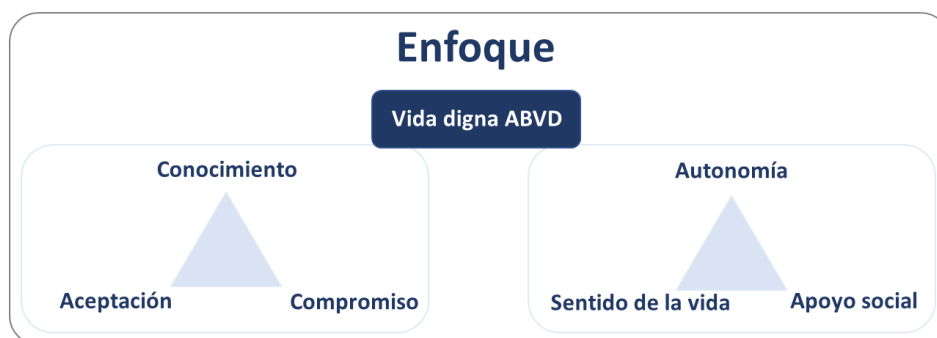 Enfoque
Vida digna ABVD
Conocimiento
Aceptación
Compromiso
Autonomía
Sentido de la vida
Apoyo social